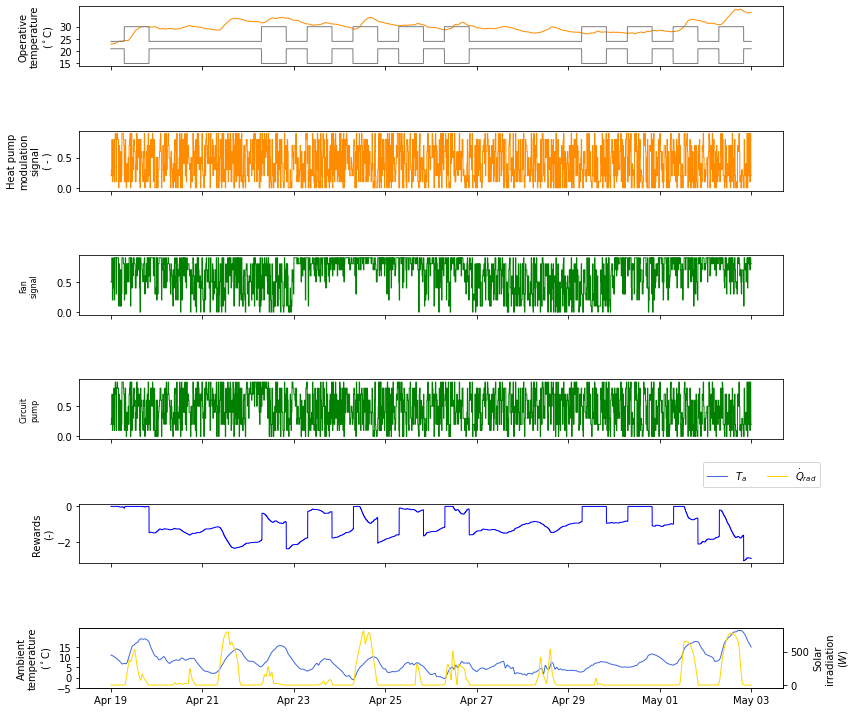 Operative
temperature
(°C)
30
25
20
15
Heat pump
modulation
signal
( - )
0.5
0.0
Fan
signal
0.5
0.0
Circuit
pump
0.5
0.0
T_a
Q̇_rad
Rewards
(-)
0
−2
Ambient
temperature
(°C)
15
10
5
0
−5
500
0
Solar
irradiation
(W)
Apr 19 Apr 21 Apr 23 Apr 25 Apr 27 Apr 29 May 01 May 03